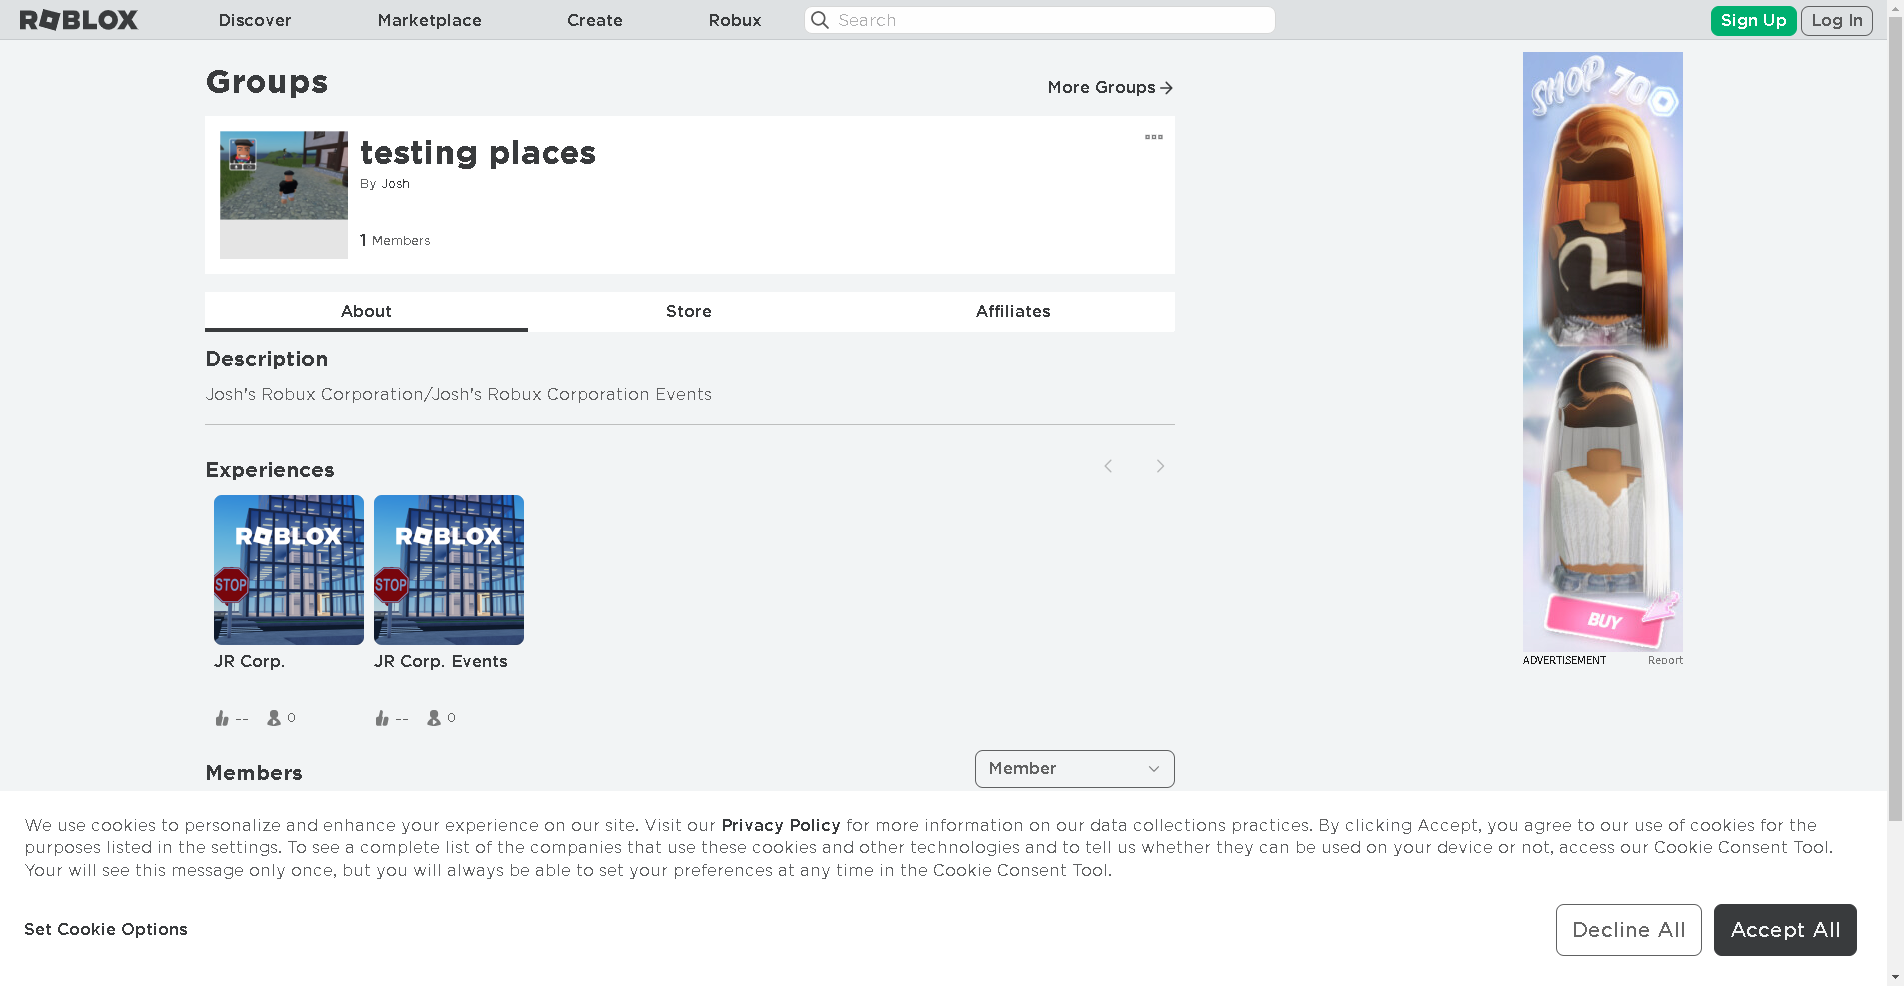 ROBLOX
Discover
Marketplace
Create
Robux
Search
Sign Up
Log In
Groups
More Groups
testing places
By Josh
1 Members
About
Store
Affiliates
Description
Josh's Robux Corporation/Josh's Robux Corporation Events
Experiences
ROBLOX
STOP
JR Corp.
-- 0
ROBLOX
STOP
JR Corp. Events
-- 0
Members
Member
SHOP 70
BUY
ADVERTISEMENT
Report
We use cookies to personalize and enhance your experience on our site. Visit our Privacy Policy for more information on our data collections practices. By clicking Accept, you agree to our use of cookies for the
purposes listed in the settings. To see a complete list of the companies that use these cookies and other technologies and to tell us whether they can be used on your device or not, access our Cookie Consent Tool.
Your will see this message only once, but you will always be able to set your preferences at any time in the Cookie Consent Tool.
Set Cookie Options
Decline All
Accept All